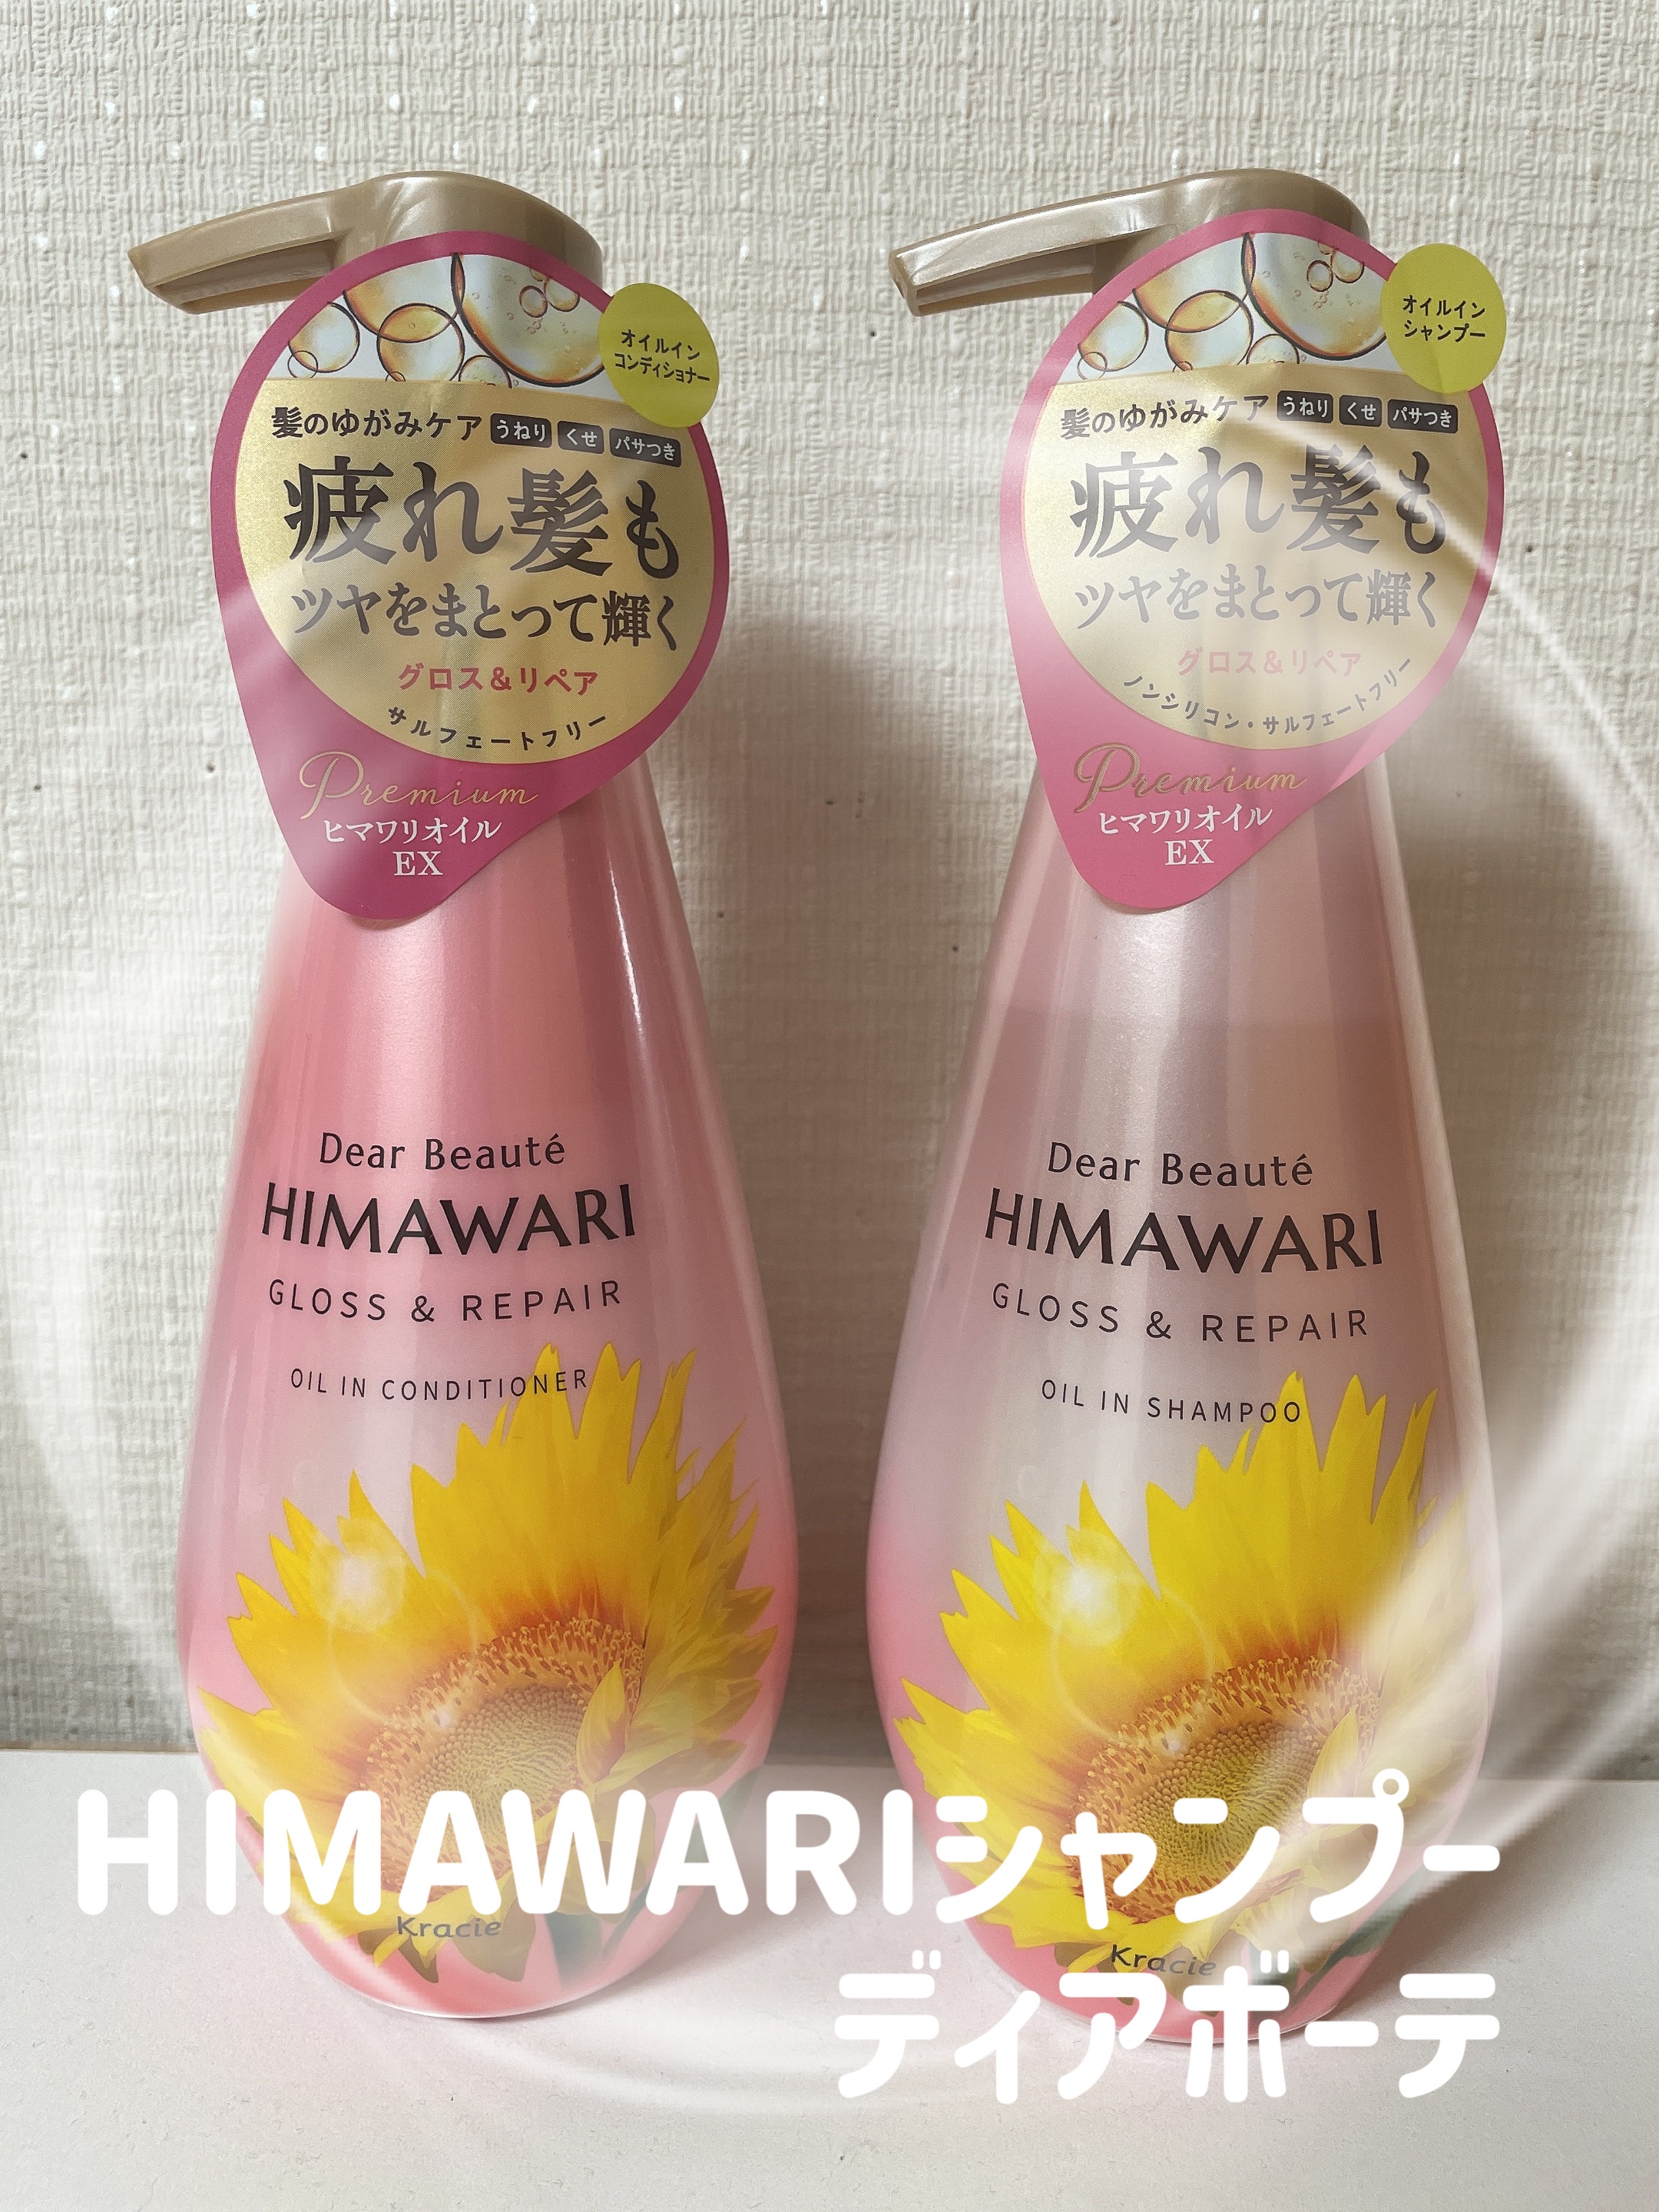 オイルイン
コンディショナー
髪のゆがみケア うねり くせ パサつき
疲れ髪も
ツヤをまとって輝く
グロス&リペア
サルフェートフリー
Premium
ヒマワリオイル
EX
Dear Beauté
HIMAWARI
GLOSS & REPAIR
OIL IN CONDITIONER
Kracie
オイルイン
シャンプー
髪のゆがみケア うねり くせ パサつき
疲れ髪も
ツヤをまとって輝く
グロス&リペア
ノンシリコン・サルフェートフリー
Premium
ヒマワリオイル
EX
Dear Beauté
HIMAWARI
GLOSS & REPAIR
OIL IN SHAMPOO
Kracie
HIMAWARIシャンプー
ディアボーテ